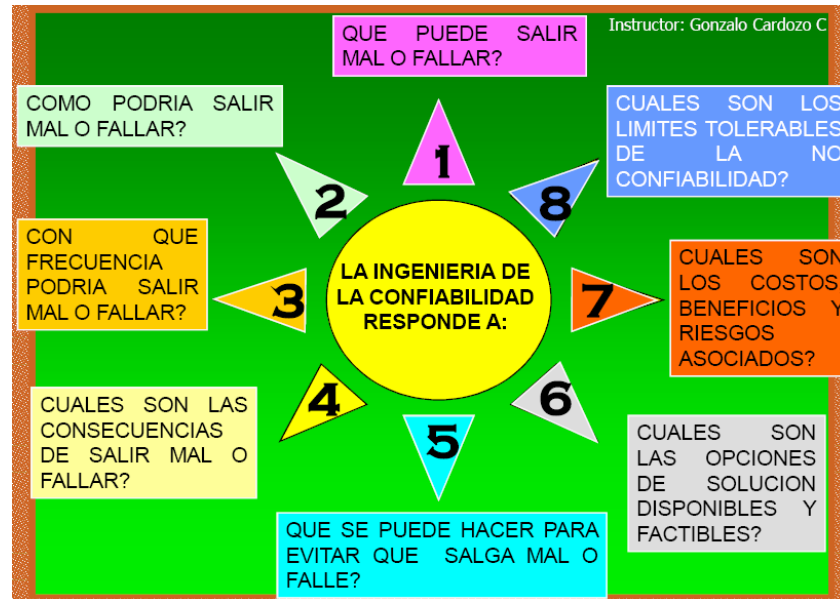 Instructor: Gonzalo Cardozo C
QUE PUEDE SALIR
MAL O FALLAR?
1
COMO PODRIA SALIR
MAL O FALLAR?
2
CON QUE
FRECUENCIA
PODRIA SALIR
MAL O FALLAR?
3
CUALES SON LAS
CONSECUENCIAS
DE SALIR MAL O
FALLAR?
4
QUE SE PUEDE HACER PARA
EVITAR QUE SALGA MAL O
FALLE?
5
CUALES SON
LAS OPCIONES
DE SOLUCION
DISPONIBLES Y
FACTIBLES?
6
CUALES SON
LOS COSTOS,
BENEFICIOS Y
RIESGOS
ASOCIADOS?
7
CUALES SON LOS
LIMITES TOLERABLES
DE LA NO
CONFIABILIDAD?
8
LA INGENIERIA DE
LA CONFIABILIDAD
RESPONDE A: